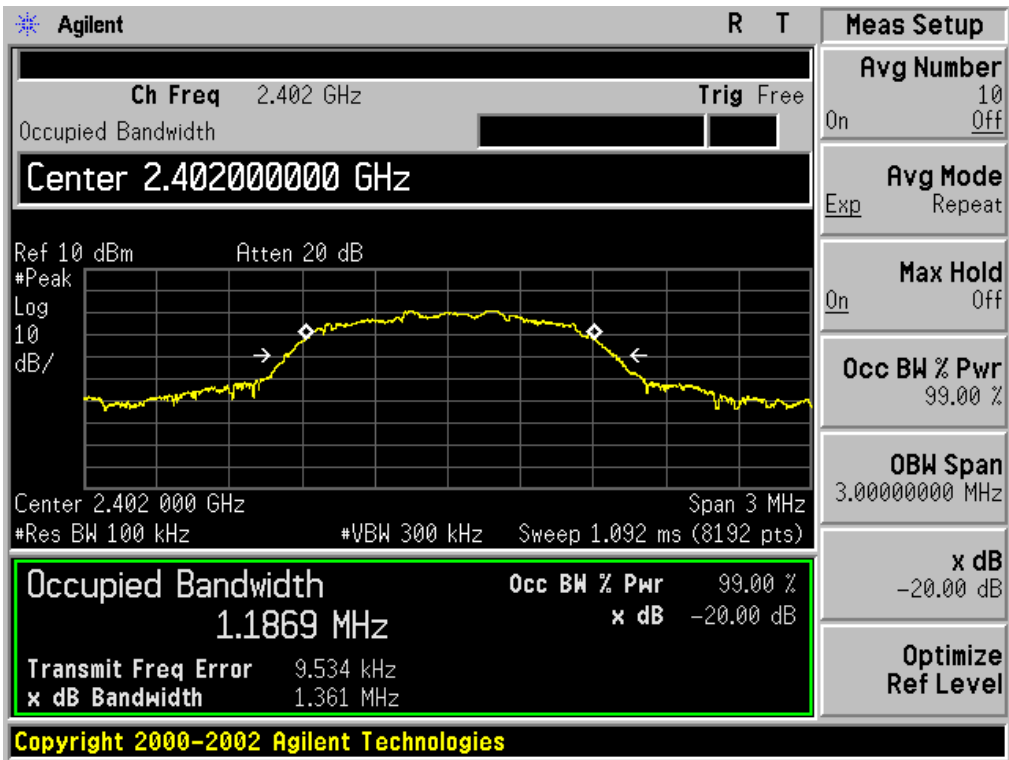 Agilent R T
Ch Freq 2.402 GHz Trig Free
Occupied Bandwidth
Center 2.402000000 GHz
Ref 10 dBm Atten 20 dB
#Peak
Log
10
dB/
Center 2.402 000 GHz Span 3 MHz
#Res BW 100 kHz #VBW 300 kHz Sweep 1.092 ms (8192 pts)
Occupied Bandwidth Occ BW % Pwr 99.00 %
1.1869 MHz x dB -20.00 dB
Transmit Freq Error 9.534 kHz
x dB Bandwidth 1.361 MHz
Copyright 2000-2002 Agilent Technologies
Meas Setup
Avg Number
10
On Off
Avg Mode
Exp Repeat
Max Hold
On Off
Occ BW % Pwr
99.00 %
OBW Span
3.00000000 MHz
x dB
-20.00 dB
Optimize
Ref Level